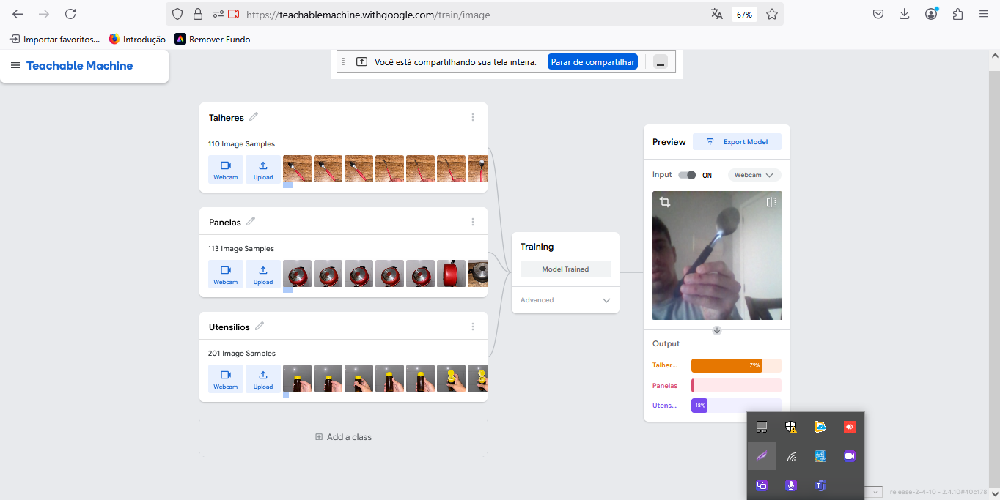 https://teachablemachine.withgoogle.com/train/image
67%
Importar favoritos...
Introdução
Remover Fundo
Teachable Machine
Você está compartilhando sua tela inteira.
Parar de compartilhar
Talheres
110 Image Samples
Webcam
Upload
Panelas
113 Image Samples
Webcam
Upload
Utensilios
201 Image Samples
Webcam
Upload
Add a class
Training
Model Trained
Advanced
Preview
Export Model
Input
ON
Webcam
Output
Talher...
79%
Panelas
Utens...
18%
release-2-4-10 - 2.4.10#40c178